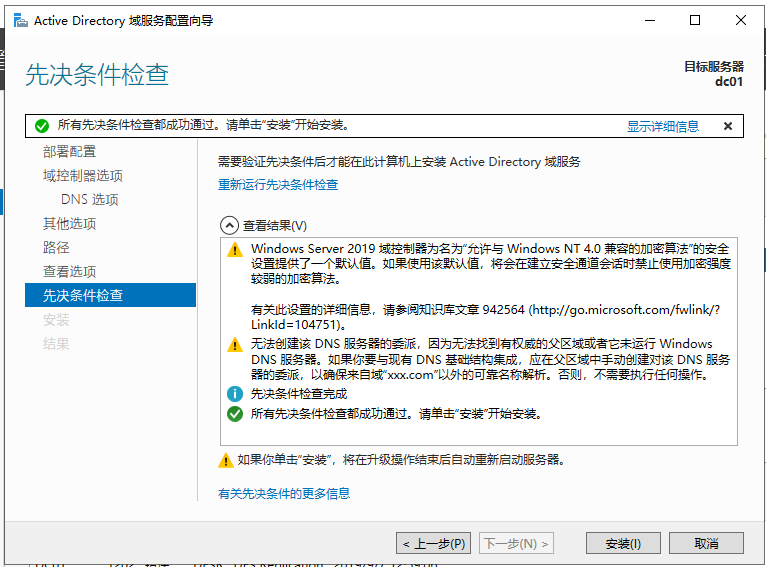 Active Directory 域服务配置向导
先决条件检查
目标服务器
dc01
所有先决条件检查都成功通过。请单击“安装”开始安装。
显示详细信息
部署配置
域控制器选项
DNS 选项
其他选项
路径
查看选项
先决条件检查
安装
结果
需要验证先决条件后才能在此计算机上安装 Active Directory 域服务
重新运行先决条件检查
查看结果(V)
Windows Server 2019 域控制器为名为“允许与 Windows NT 4.0 兼容的加密算法”的安全
设置提供了一个默认值。如果使用该默认值，将会在建立安全通道会话时禁止使用加密强度
较弱的加密算法。
有关此设置的详细信息，请参阅知识库文章 942564 (http://go.microsoft.com/fwlink/?
LinkId=104751)。
无法创建该 DNS 服务器的委派，因为无法找到有权威的父区域或者它未运行 Windows
DNS 服务器。如果你要与现有 DNS 基础结构集成，应在父区域中手动创建对该 DNS 服务
器的委派，以确保来自域“xxx.com”以外的可靠名称解析。否则，不需要执行任何操作。
先决条件检查完成
所有先决条件检查都成功通过。请单击“安装”开始安装。
如果你单击“安装”，将在升级操作结束后自动重新启动服务器。
有关先决条件的更多信息
< 上一步(P)
下一步(N) >
安装(I)
取消